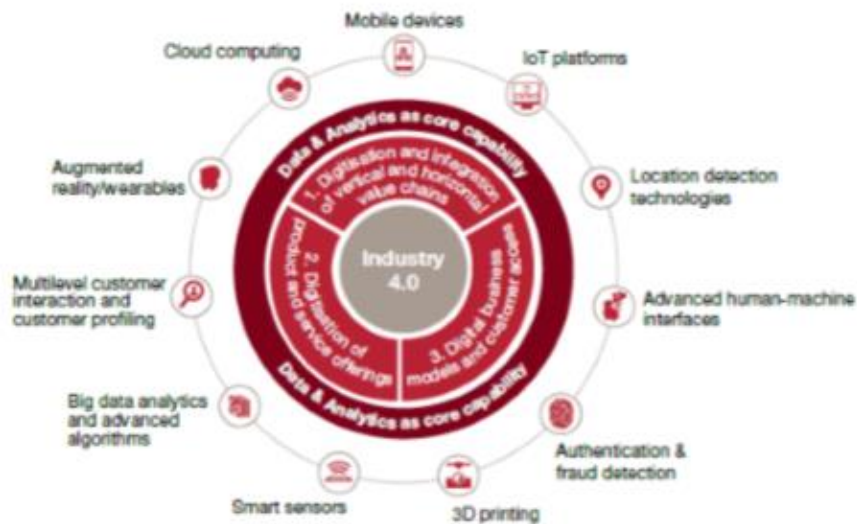 Mobile devices
Cloud computing
IoT platforms
Augmented
reality/wearables
Location detection
technologies
Multilevel customer
interaction and
customer profiling
Advanced human-machine
interfaces
Big data analytics
and advanced
algorithms
Authentication &
fraud detection
Smart sensors
3D printing
Data & Analytics as core capability
1. Digitisation and integration
of vertical and horizontal
value chains
2. Digitisation of
product and service offerings
3. Digital business
models and customer access
Industry
4.0
Data & Analytics as core capability